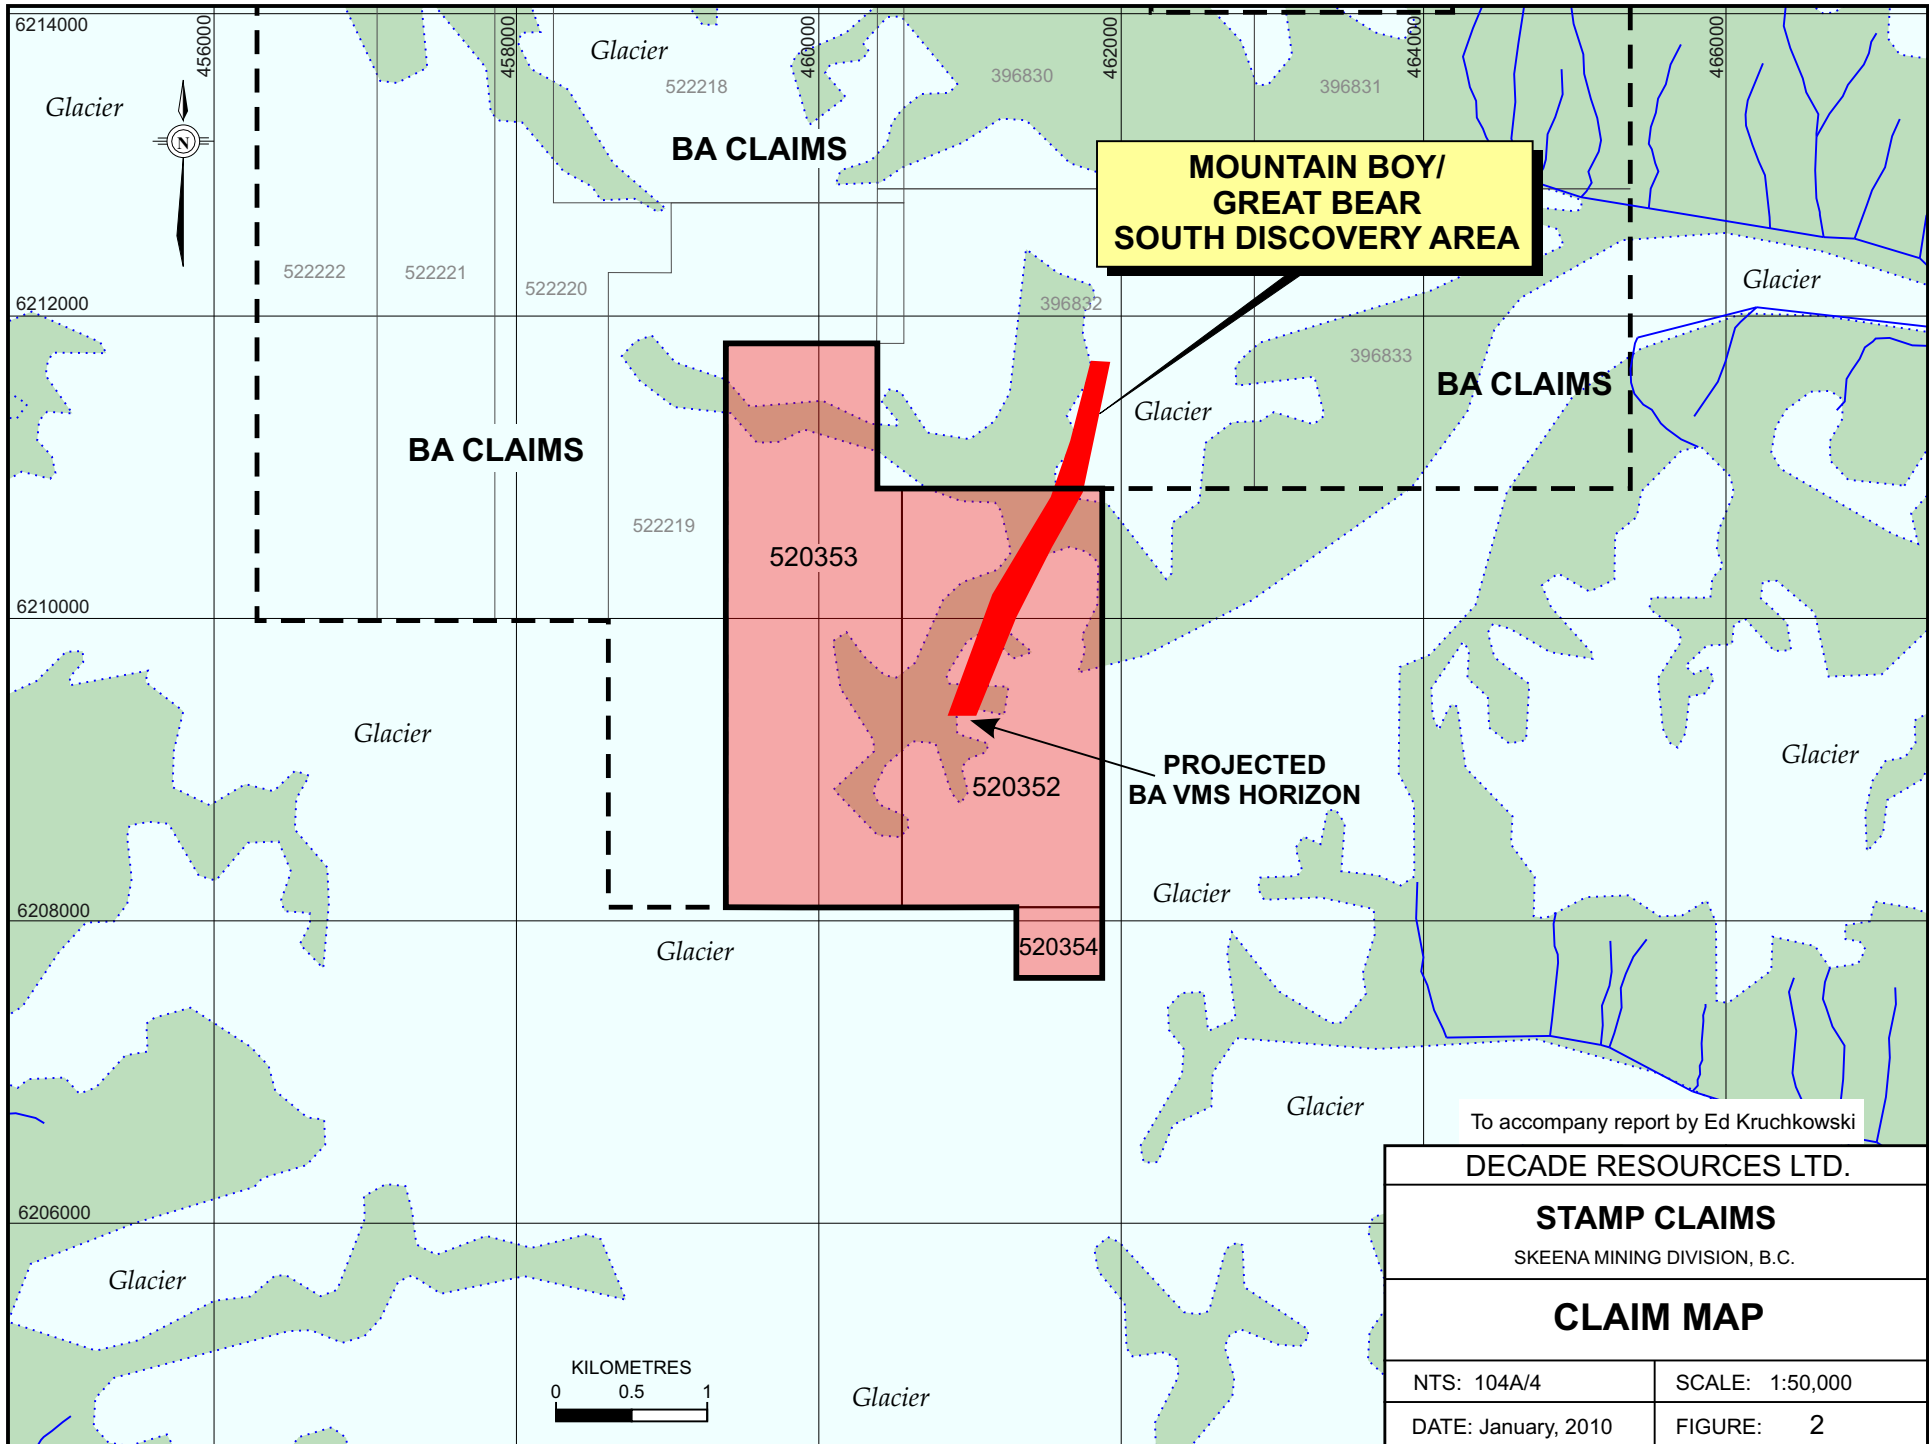 6214000
456000
458000
460000
462000
464000
466000
Glacier
Glacier
522218
396830
396831
N
BA CLAIMS
MOUNTAIN BOY/
GREAT BEAR
SOUTH DISCOVERY AREA
522222
522221
522220
396832
Glacier
6212000
396833
BA CLAIMS
Glacier
BA CLAIMS
522219
520353
6210000
Glacier
Glacier
PROJECTED
BA VMS HORIZON
520352
Glacier
6208000
Glacier
520354
Glacier
To accompany report by Ed Kruchkowski
DECADE RESOURCES LTD.
STAMP CLAIMS
SKEENA MINING DIVISION, B.C.
6206000
Glacier
CLAIM MAP
KILOMETRES
0 0.5 1
Glacier
NTS: 104A/4
SCALE: 1:50,000
DATE: January, 2010
FIGURE: 2